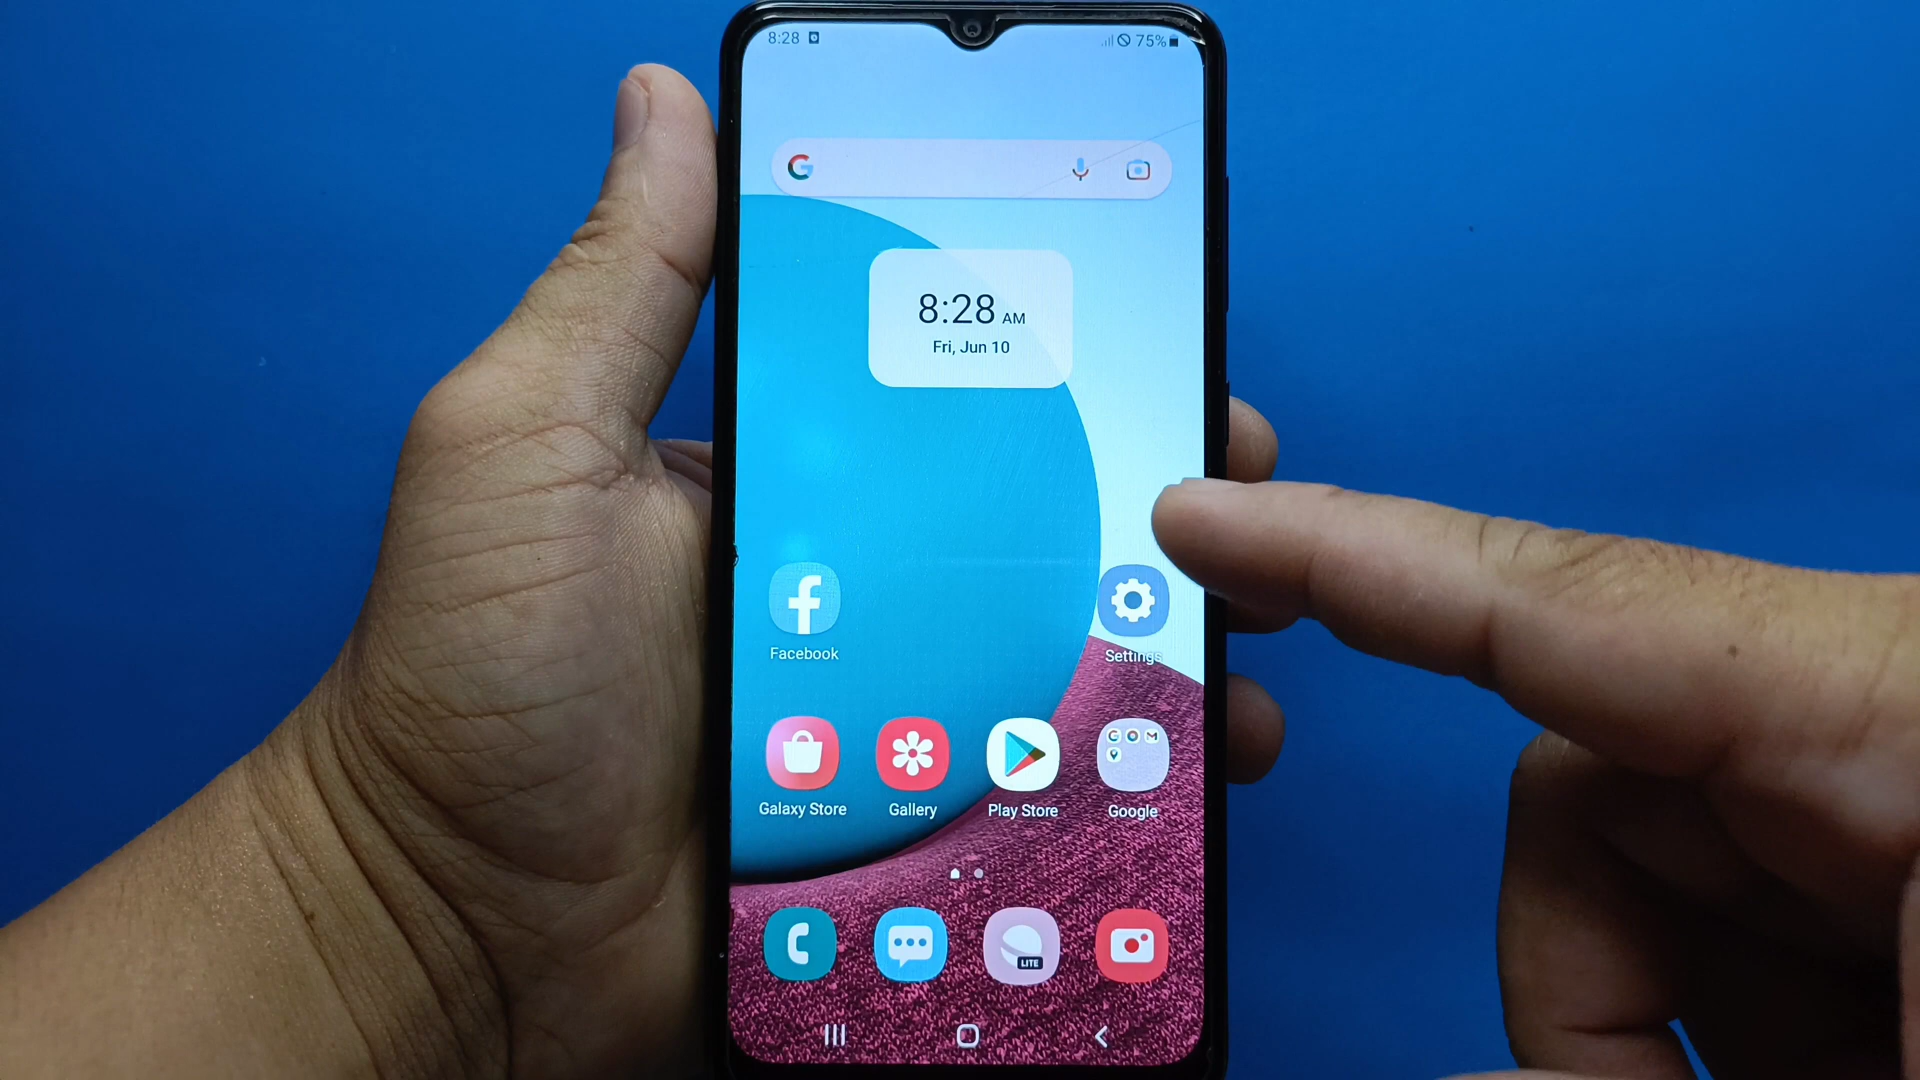 8:28
75%
8:28 AM
Fri, Jun 10
Facebook
Settings
Galaxy Store
Gallery
Play Store
Google
LITE